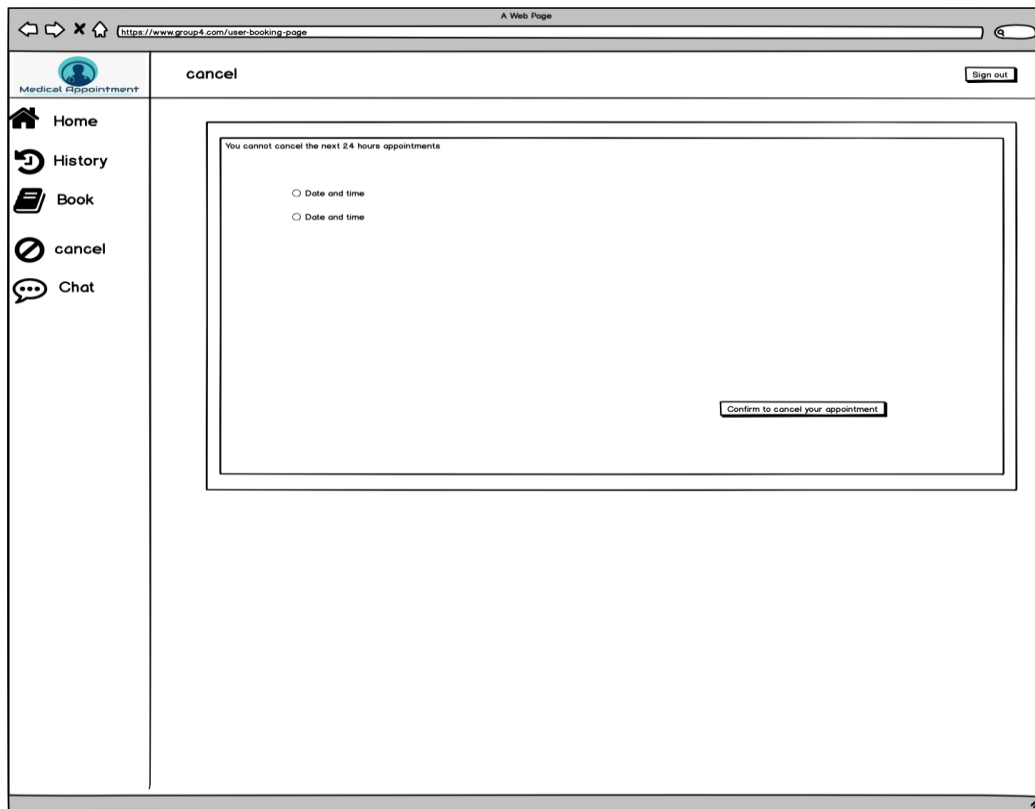 A Web Page
https://www.group4.com/user-booking-page
Medical Appointment
cancel
Sign out
Home
History
Book
cancel
Chat
You cannot cancel the next 24 hours appointments
Date and time
Date and time
Confirm to cancel your appointment